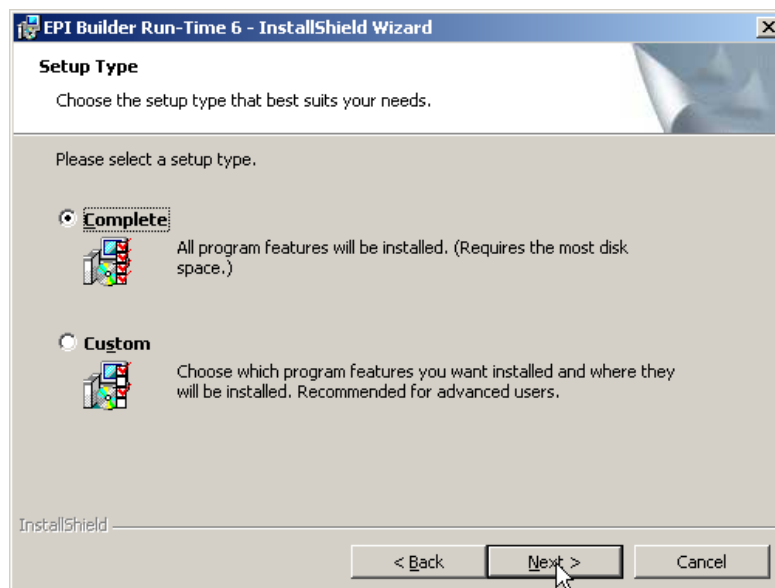 EPI Builder Run-Time 6 - InstallShield Wizard
Setup Type
Choose the setup type that best suits your needs.
Please select a setup type.
Complete
All program features will be installed. (Requires the most disk
space.)
Custom
Choose which program features you want installed and where they
will be installed. Recommended for advanced users.
InstallShield
< Back
Next >
Cancel